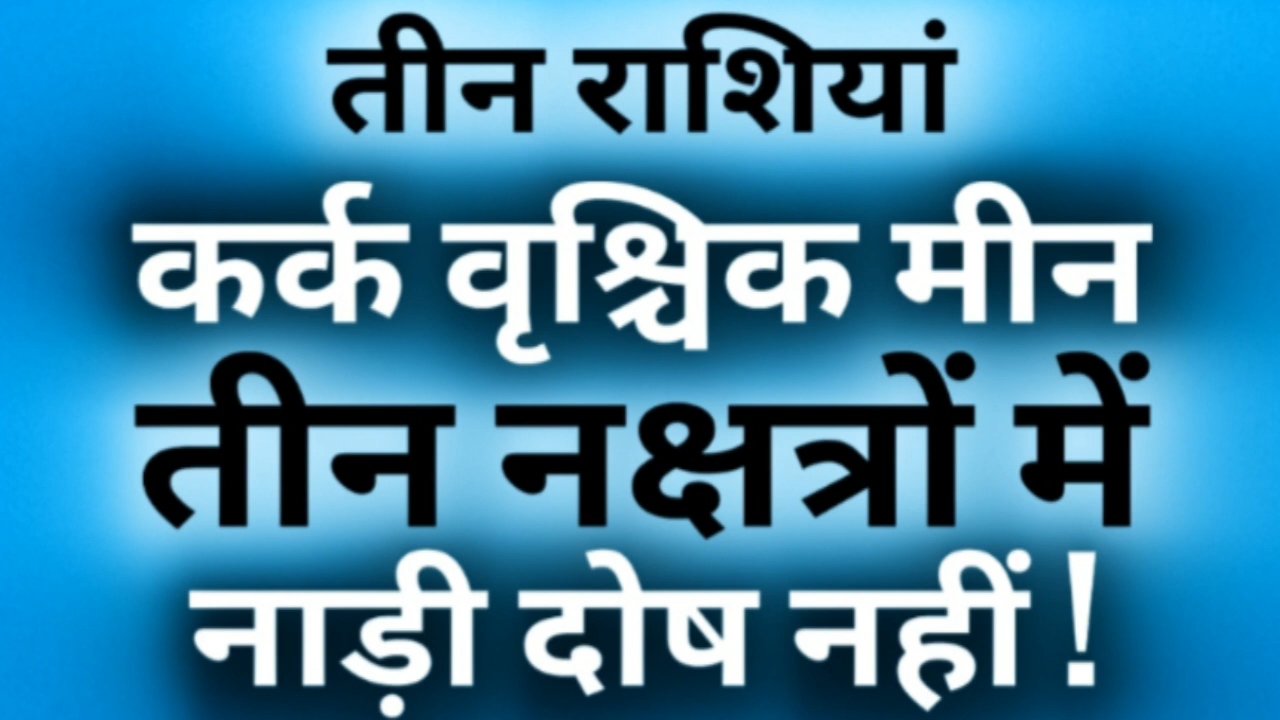 तीन राशियां
कर्क वृश्चिक मीन
तीन नक्षत्रों में
नाड़ी दोष नहीं !